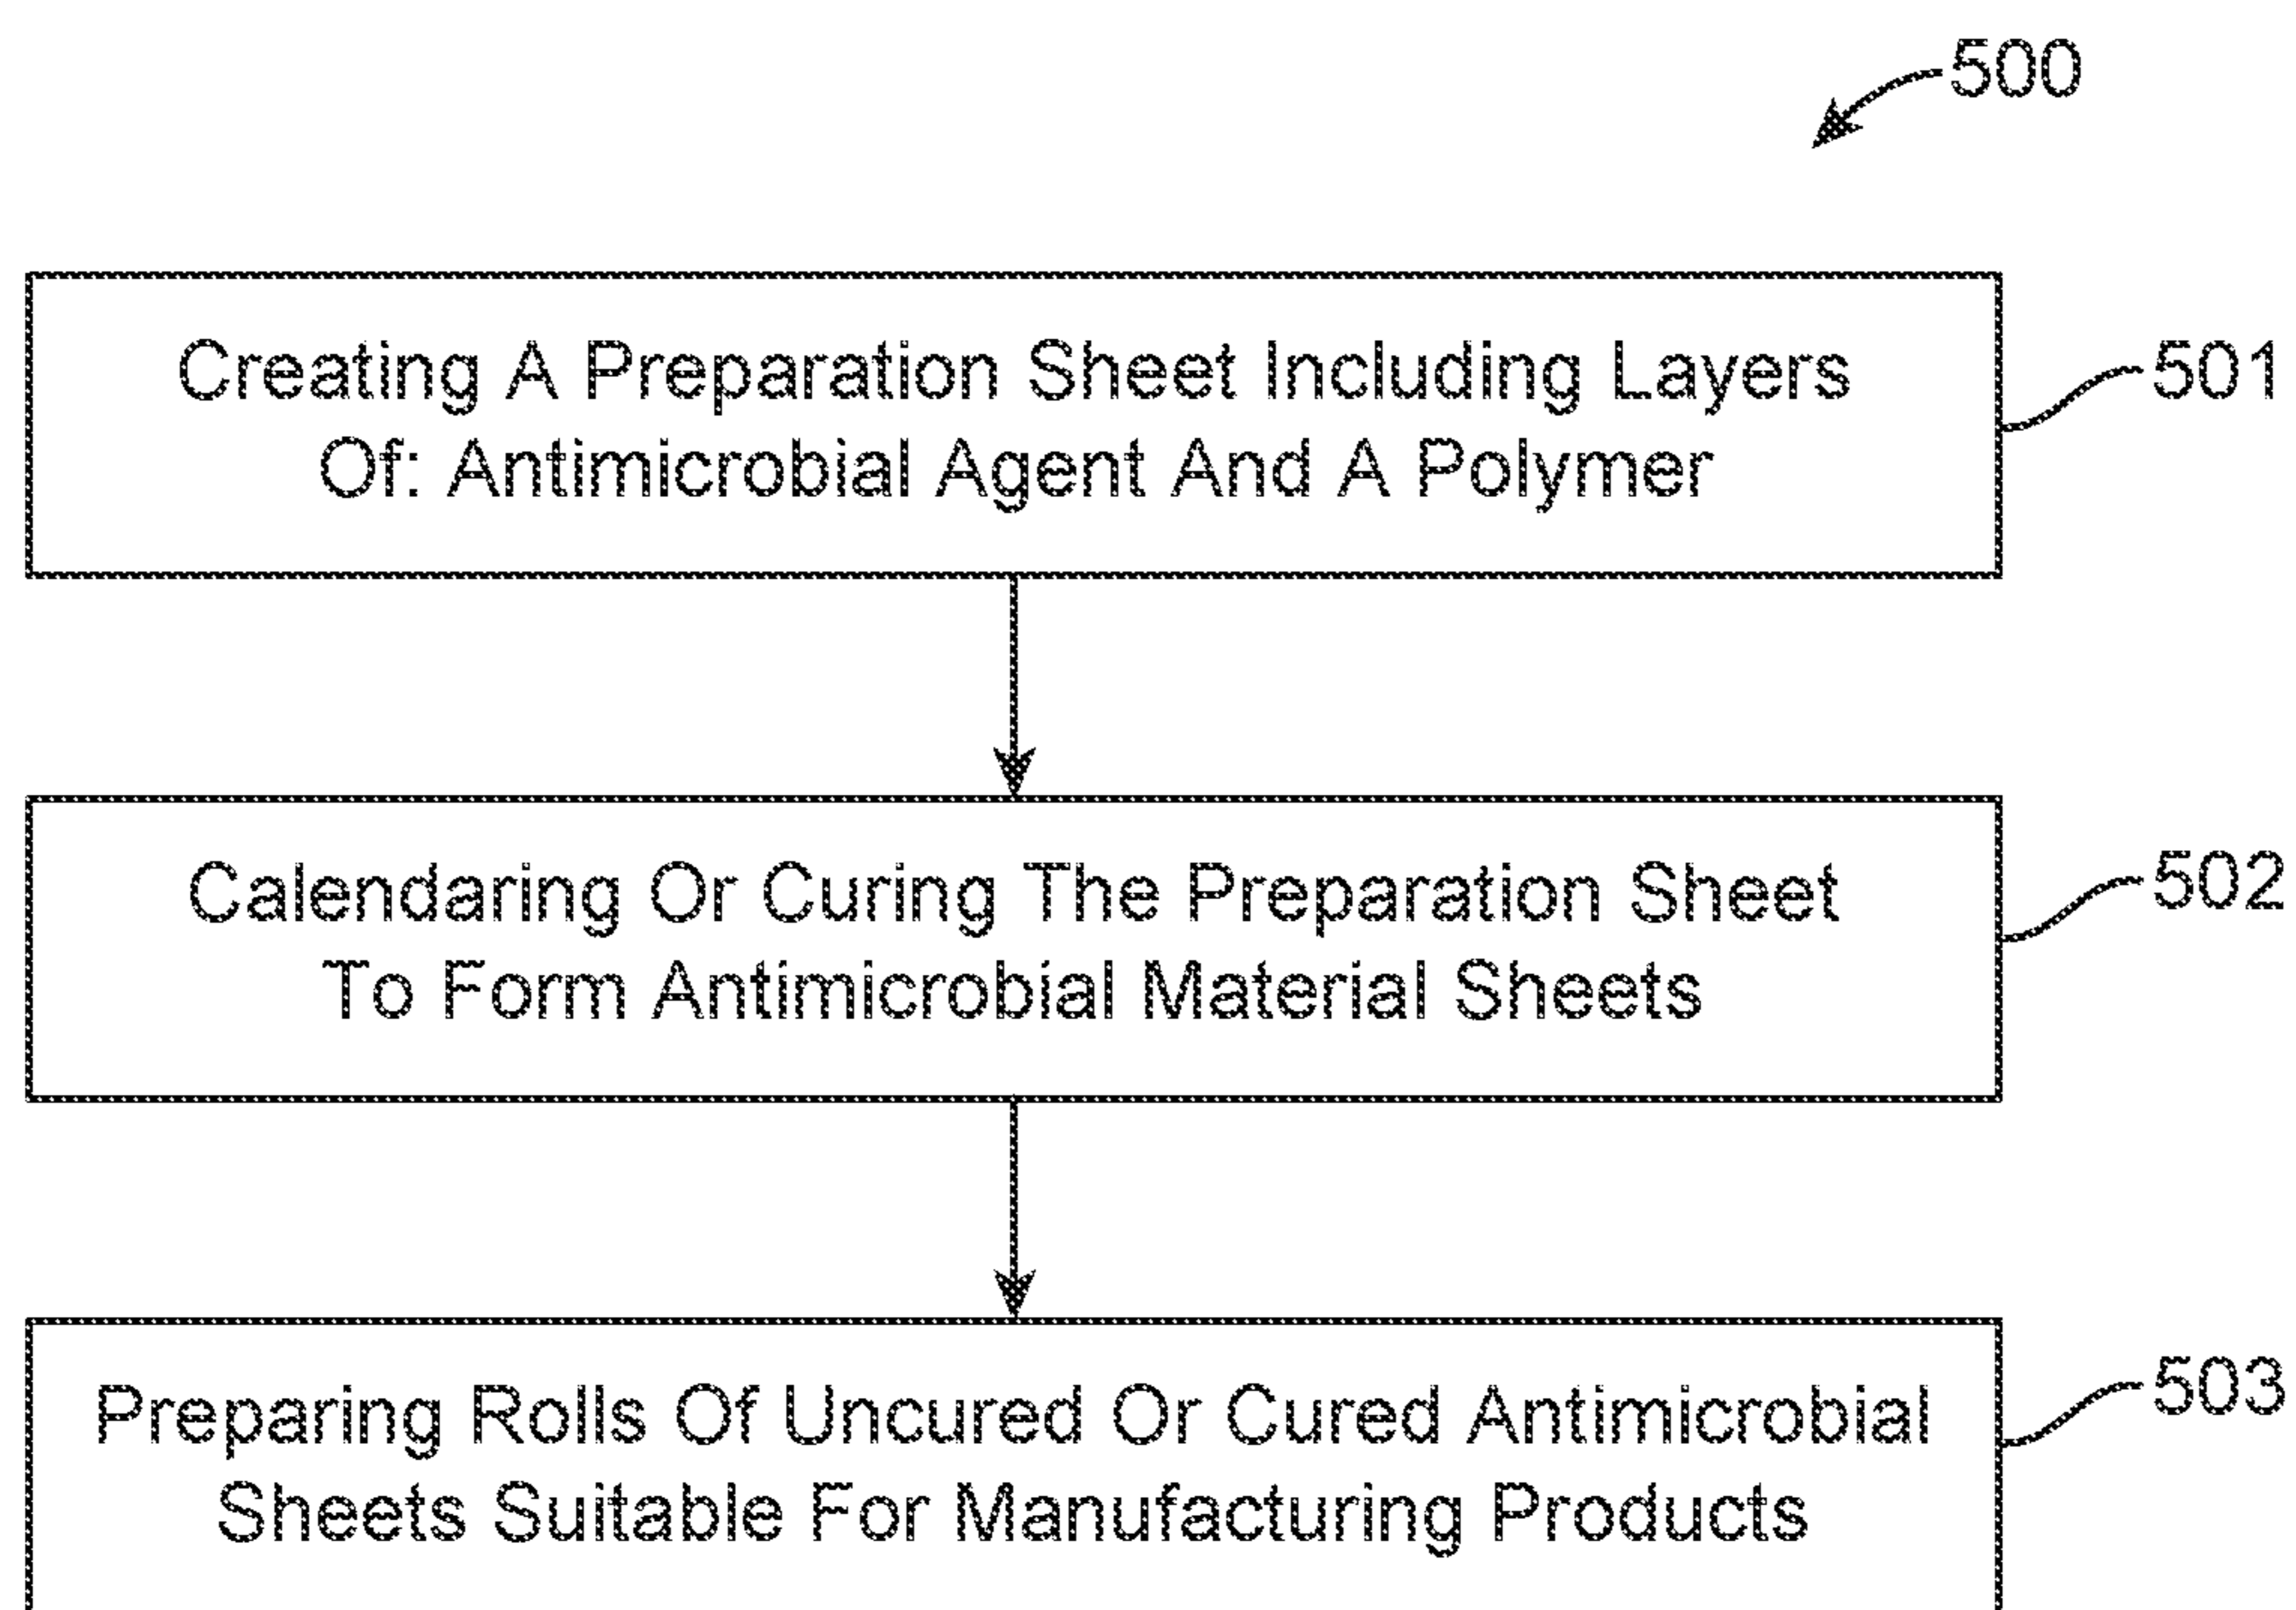 500
Creating A Preparation Sheet Including Layers
Of: Antimicrobial Agent And A Polymer
501
Calendaring Or Curing The Preparation Sheet
To Form Antimicrobial Material Sheets
502
Preparing Rolls Of Uncured Or Cured Antimicrobial
Sheets Suitable For Manufacturing Products
503